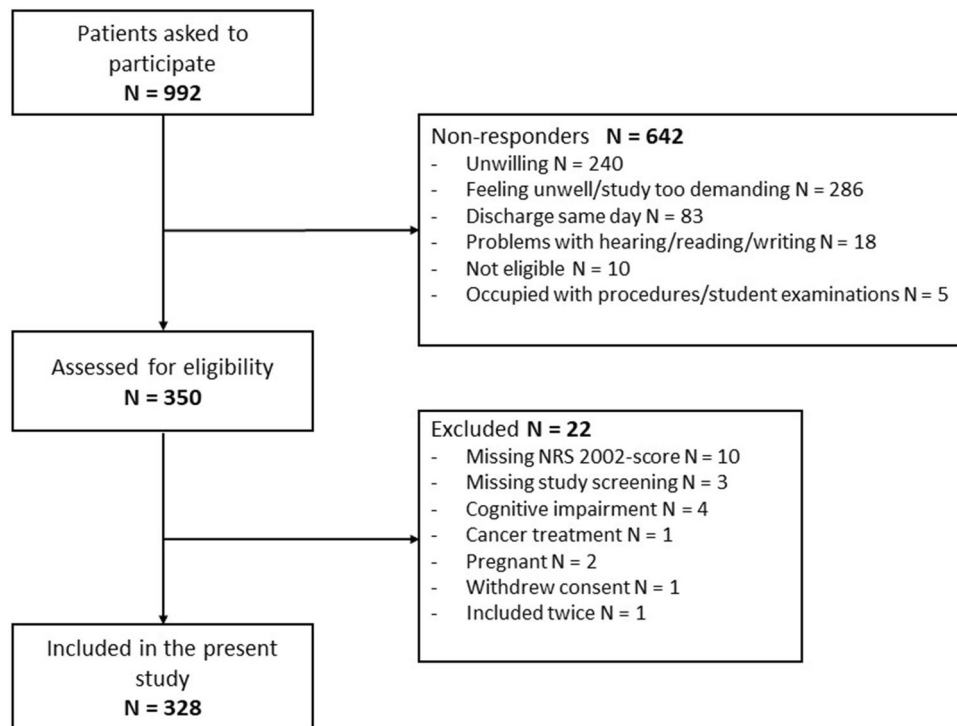 Patients asked to
participate
N = 992
Non-responders N = 642
- Unwilling N = 240
- Feeling unwell/study too demanding N = 286
- Discharge same day N = 83
- Problems with hearing/reading/writing N = 18
- Not eligible N = 10
- Occupied with procedures/student examinations N = 5
Assessed for eligibility
N = 350
Excluded N = 22
- Missing NRS 2002-score N = 10
- Missing study screening N = 3
- Cognitive impairment N = 4
- Cancer treatment N = 1
- Pregnant N = 2
- Withdrew consent N = 1
- Included twice N = 1
Included in the present
study
N = 328